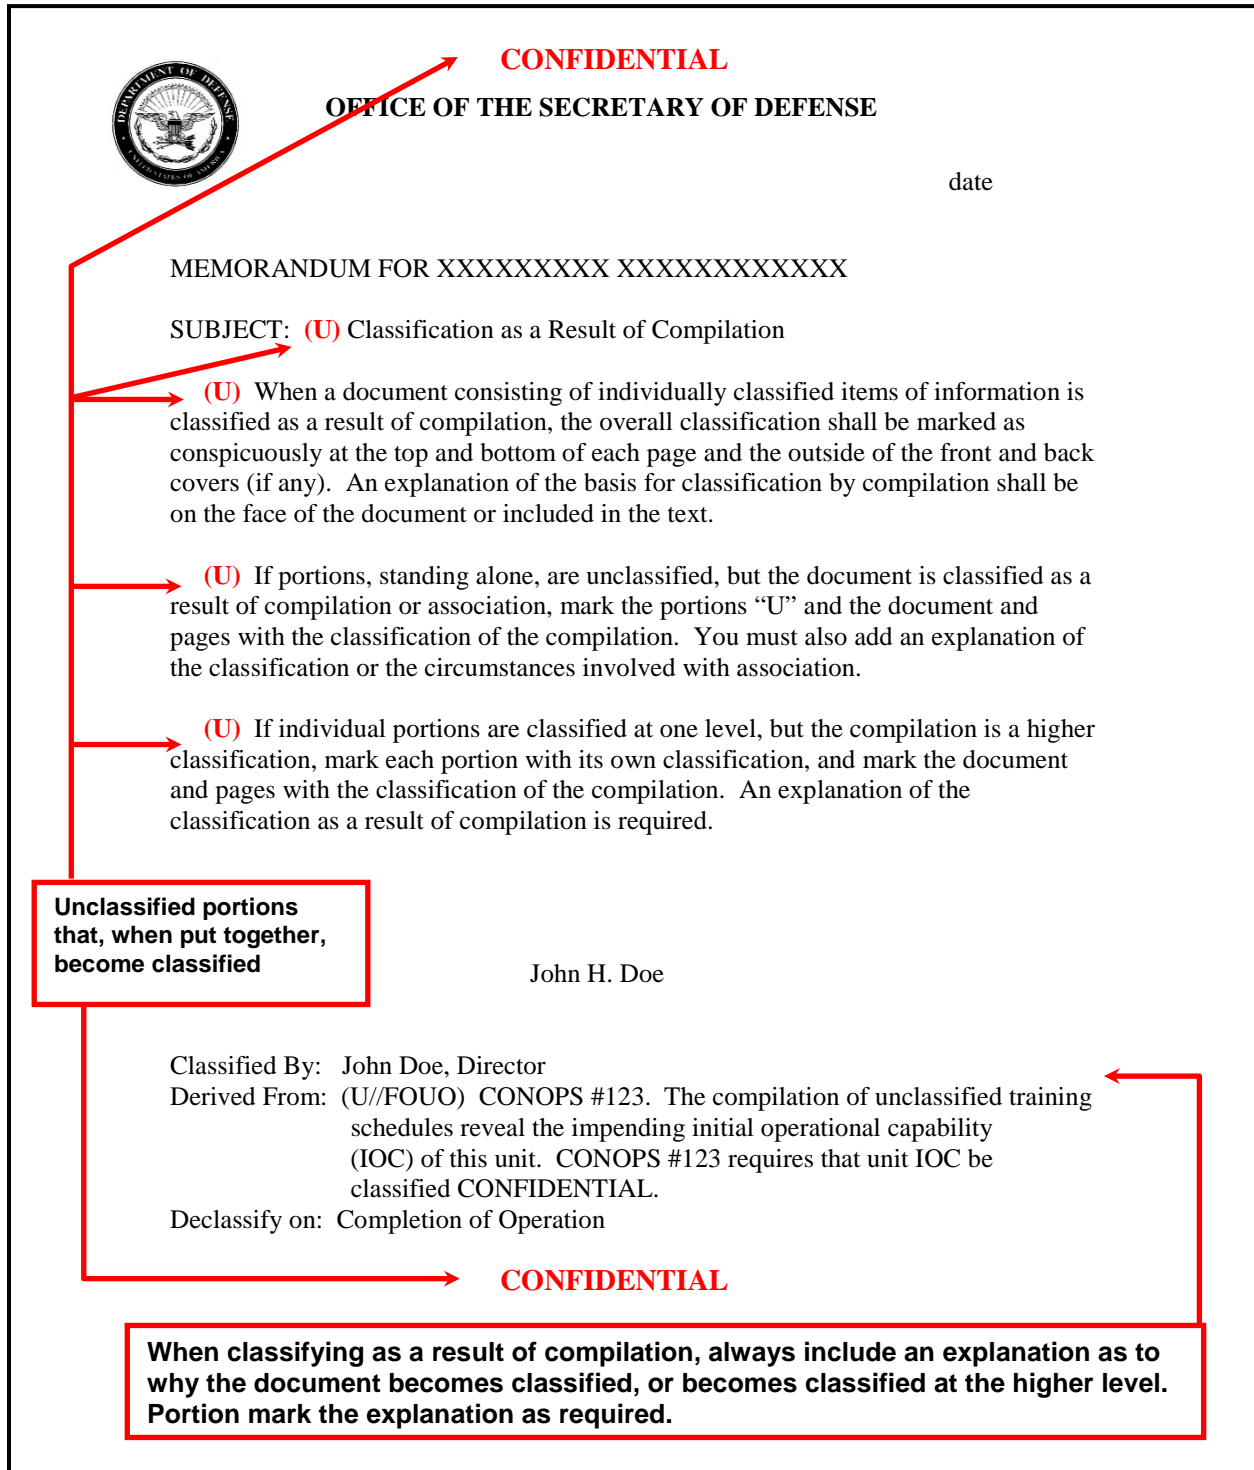 CONFIDENTIAL
DEPARTMENT OF DEFENSE
UNITED STATES OF AMERICA
OFFICE OF THE SECRETARY OF DEFENSE
date
MEMORANDUM FOR XXXXXXXXX XXXXXXXXXXXX
SUBJECT: (U) Classification as a Result of Compilation
(U) When a document consisting of individually classified items of information is
classified as a result of compilation, the overall classification shall be marked as
conspicuously at the top and bottom of each page and the outside of the front and back
covers (if any). An explanation of the basis for classification by compilation shall be
on the face of the document or included in the text.
(U) If portions, standing alone, are unclassified, but the document is classified as a
result of compilation or association, mark the portions “U” and the document and
pages with the classification of the compilation. You must also add an explanation of
the classification or the circumstances involved with association.
(U) If individual portions are classified at one level, but the compilation is a higher
classification, mark each portion with its own classification, and mark the document
and pages with the classification of the compilation. An explanation of the
classification as a result of compilation is required.
Unclassified portions
that, when put together,
become classified
John H. Doe
Classified By: John Doe, Director
Derived From: (U//FOUO) CONOPS #123. The compilation of unclassified training
schedules reveal the impending initial operational capability
(IOC) of this unit. CONOPS #123 requires that unit IOC be
classified CONFIDENTIAL.
Declassify on: Completion of Operation
CONFIDENTIAL
When classifying as a result of compilation, always include an explanation as to
why the document becomes classified, or becomes classified at the higher level.
Portion mark the explanation as required.